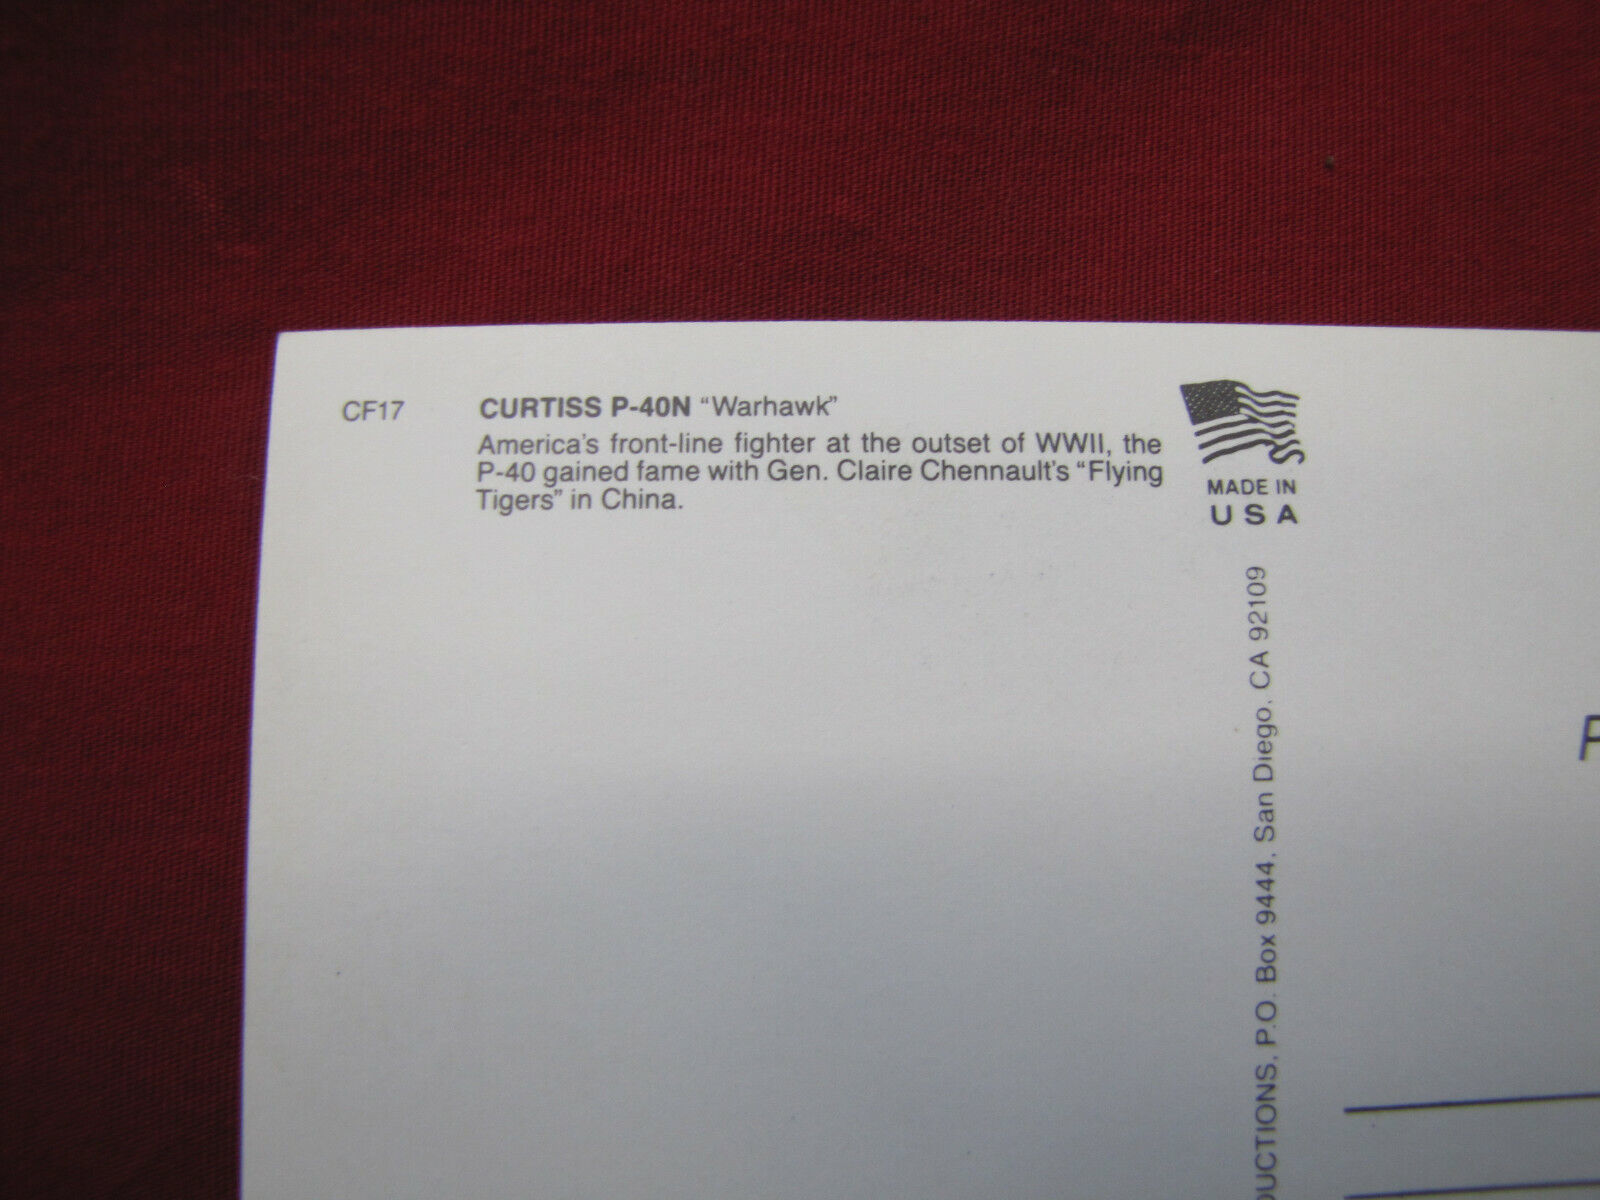 CF17
CURTISS P-40N "Warhawk"
America's front-line fighter at the outset of WWII, the
P-40 gained fame with Gen. Claire Chennault's "Flying
Tigers" in China.
MADE IN
USA
P.O. Box 9444, San Diego, CA 92109